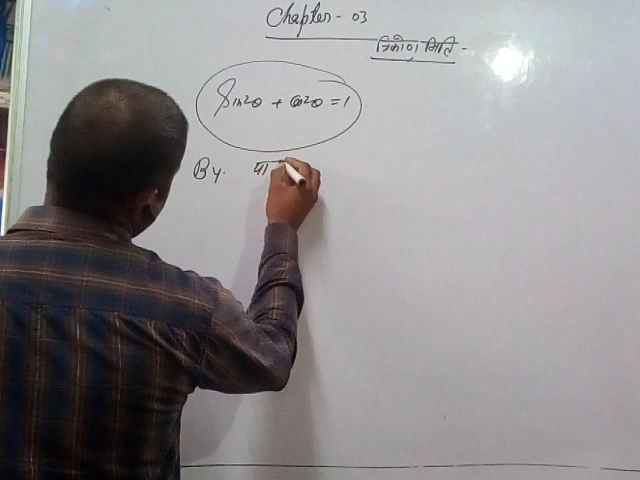 Chapter - 03
त्रिकोणमिति -
Sin2θ + Cos2θ = 1
By. पा